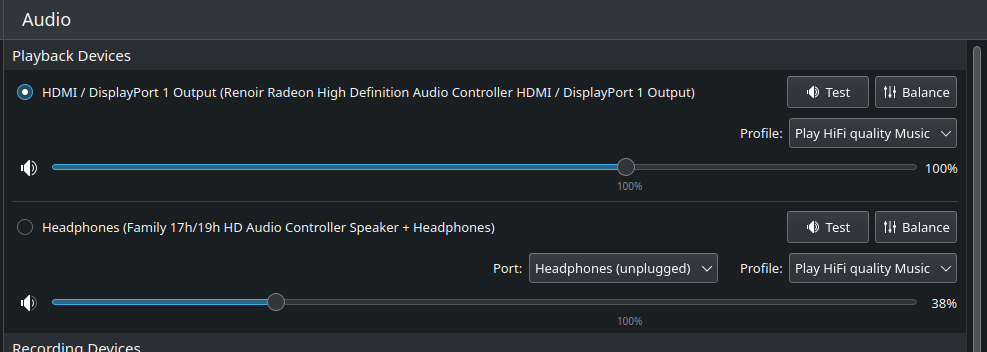 Audio
Playback Devices
HDMI / DisplayPort 1 Output (Renoir Radeon High Definition Audio Controller HDMI / DisplayPort 1 Output) Test Balance
Profile: Play HiFi quality Music
100%
100%
Headphones (Family 17h/19h HD Audio Controller Speaker + Headphones) Test Balance
Port: Headphones (unplugged) Profile: Play HiFi quality Music
38%
100%
Recording Devices